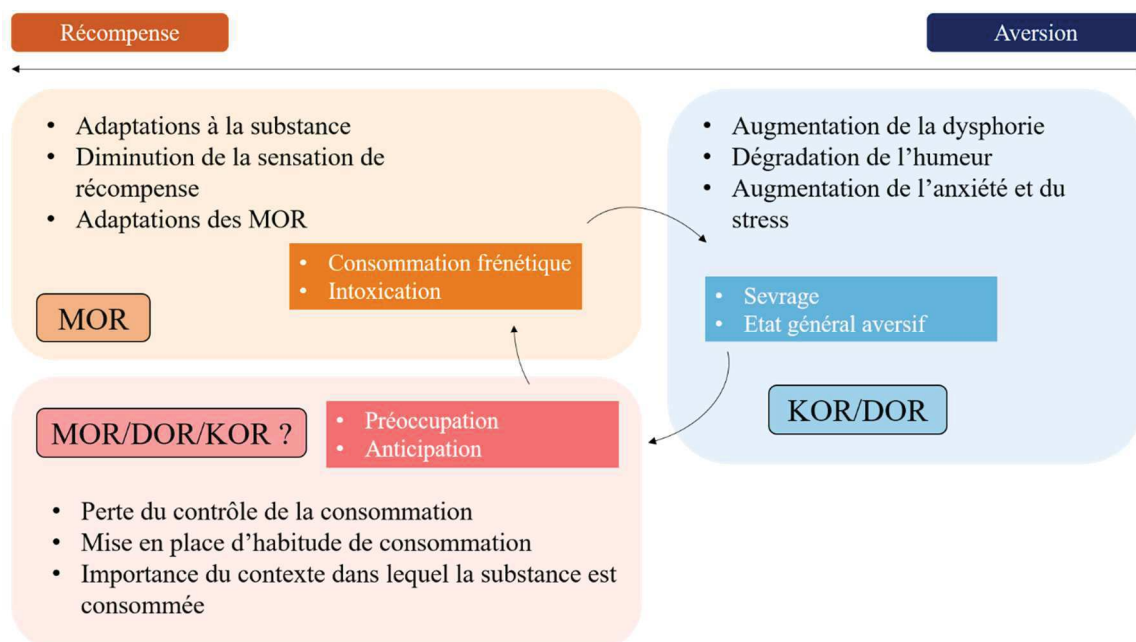 Récompense
Aversion
• Adaptations à la substance
• Diminution de la sensation de
récompense
• Adaptations des MOR
• Consommation frénétique
• Intoxication
MOR
• Augmentation de la dysphorie
• Dégradation de l'humeur
• Augmentation de l'anxiété et du
stress
• Sevrage
• Etat général aversif
KOR/DOR
MOR/DOR/KOR ?
• Préoccupation
• Anticipation
• Perte du contrôle de la consommation
• Mise en place d'habitude de consommation
• Importance du contexte dans lequel la substance est
consommée